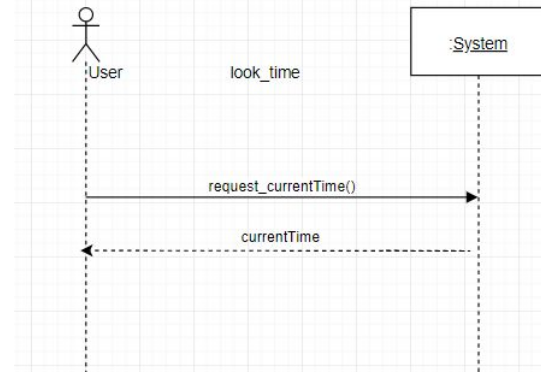 :System
User
look_time
request_currentTime()
currentTime